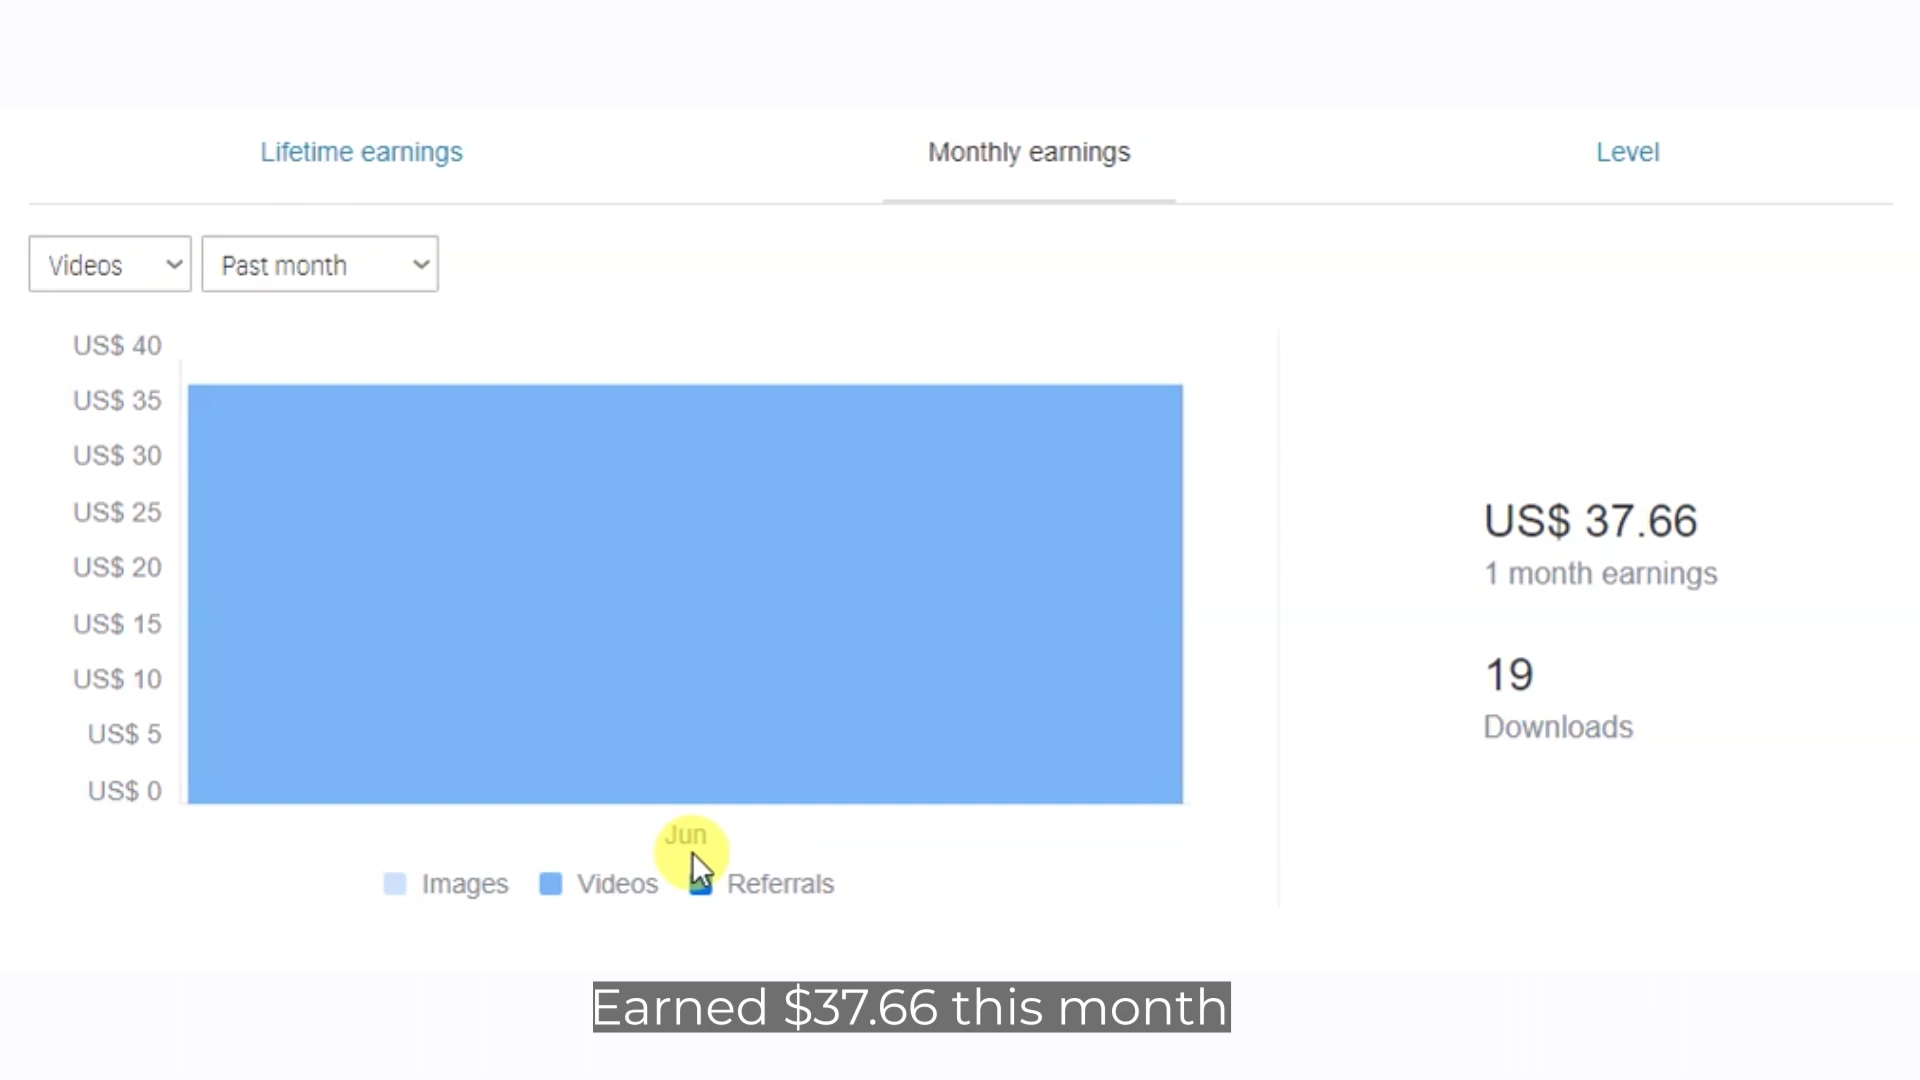 Lifetime earnings
Monthly earnings
Level
Videos
Past month
US$ 40
US$ 35
US$ 30
US$ 25
US$ 20
US$ 15
US$ 10
US$ 5
US$ 0
Jun
Images
Videos
Referrals
US$ 37.66
1 month earnings
19
Downloads
Earned $37.66 this month